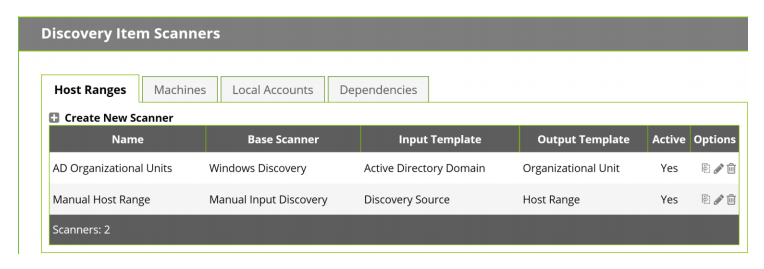 Discovery Item Scanners
Host Ranges Machines Local Accounts Dependencies
Create New Scanner
Name Base Scanner Input Template Output Template Active Options
AD Organizational Units Windows Discovery Active Directory Domain Organizational Unit Yes
Manual Host Range Manual Input Discovery Discovery Source Host Range Yes
Scanners: 2